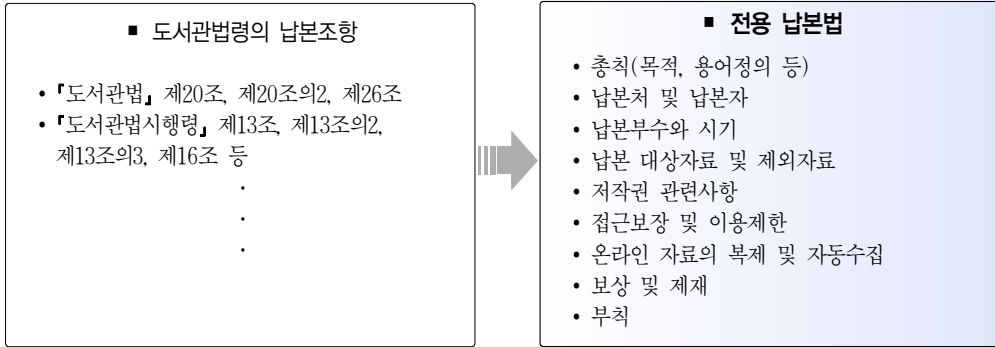 ▪ 도서관법령의 납본조항
• 『도서관법』 제20조, 제20조의2, 제26조
• 『도서관법시행령』 제13조, 제13조의2,
제13조의3, 제16조 등
·
·
·
▪ 전용 납본법
• 총칙(목적, 용어정의 등)
• 납본처 및 납본자
• 납본부수와 시기
• 납본 대상자료 및 제외자료
• 저작권 관련사항
• 접근보장 및 이용제한
• 온라인 자료의 복제 및 자동수집
• 보상 및 제재
• 부칙